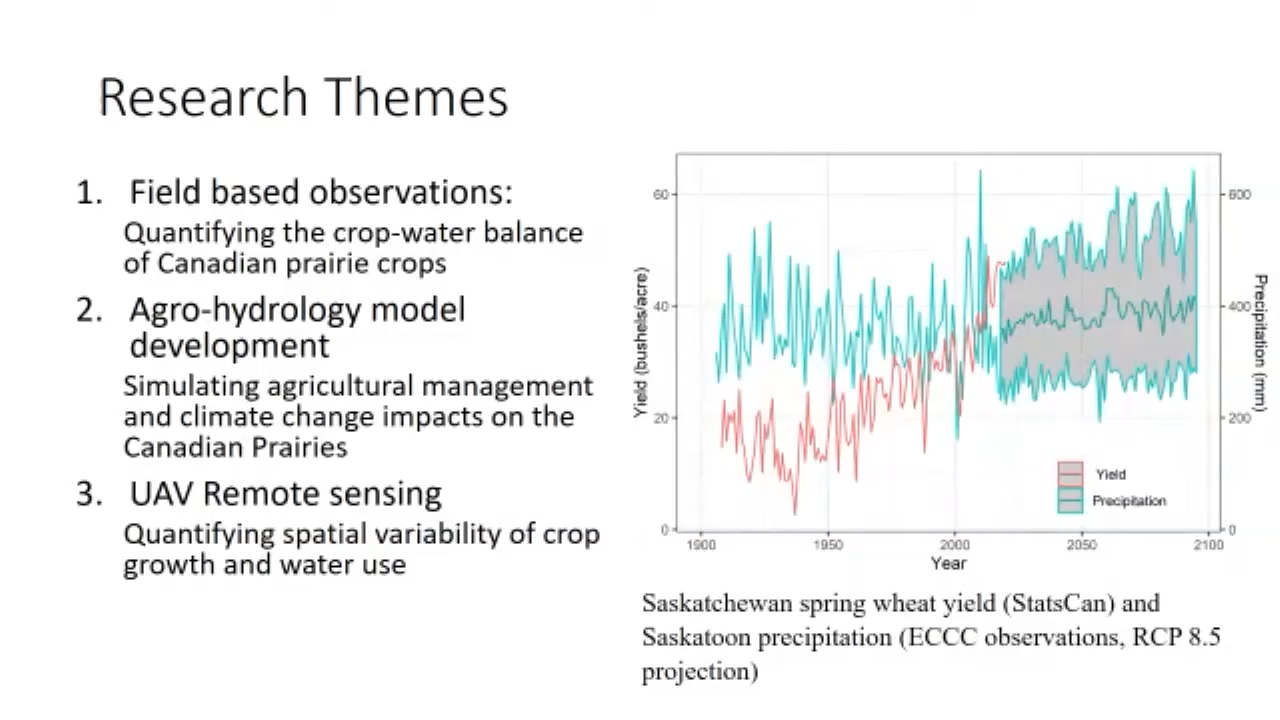 Research Themes
1. Field based observations:
Quantifying the crop-water balance
of Canadian prairie crops
2. Agro-hydrology model
development
Simulating agricultural management
and climate change impacts on the
Canadian Prairies
3. UAV Remote sensing
Quantifying spatial variability of crop
growth and water use
Yield (bushels/acre)
60
40
20
0
600
400
200
0
Precipitation (mm)
Yield
Precipitation
1900 1950 2000 2050 2100
Year
Saskatchewan spring wheat yield (StatsCan) and
Saskatoon precipitation (ECCC observations, RCP 8.5
projection)